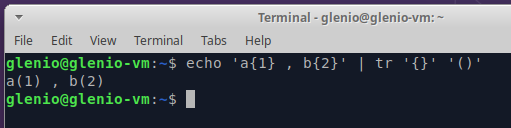 Terminal - glenio@glenio-vm: ~
File Edit View Terminal Tabs Help
glenio@glenio-vm:~$ echo 'a{1} , b{2}' | tr '{}' '()'
a(1) , b(2)
glenio@glenio-vm:~$